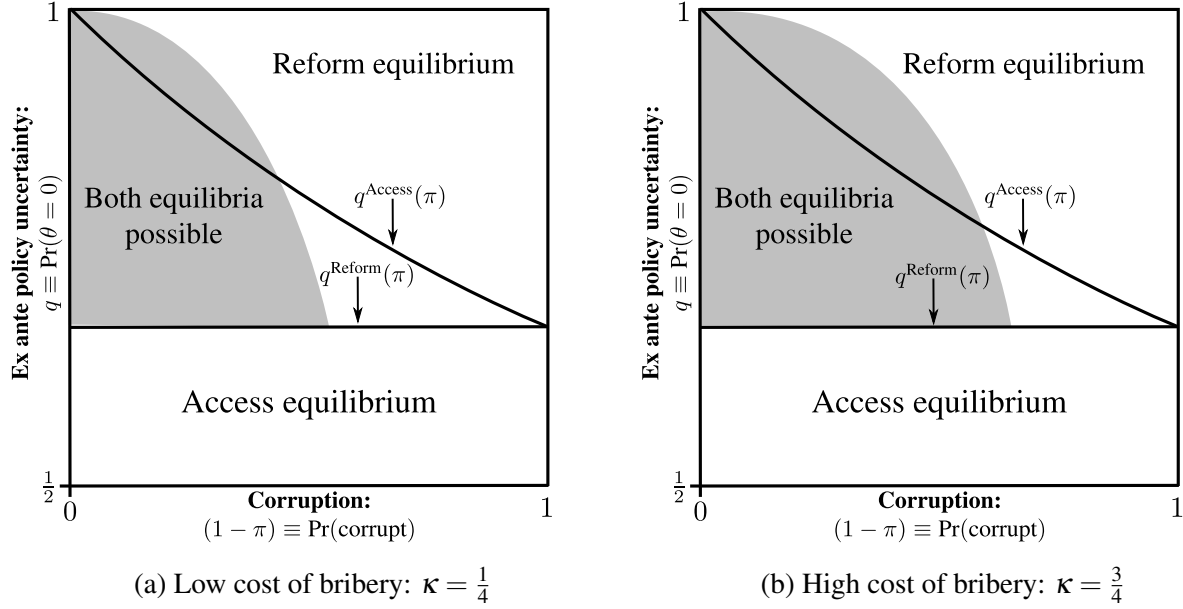 1
Reform equilibrium
Both equilibria
possible
q^Access(π)
q^Reform(π)
Access equilibrium
Ex ante policy uncertainty:
q ≡ Pr(θ = 0)
1/2
0
Corruption:
1
(1 − π) ≡ Pr(corrupt)
(a) Low cost of bribery: κ = 1/4
1
Reform equilibrium
Both equilibria
possible
q^Access(π)
q^Reform(π)
Access equilibrium
Ex ante policy uncertainty:
q ≡ Pr(θ = 0)
1/2
0
Corruption:
1
(1 − π) ≡ Pr(corrupt)
(b) High cost of bribery: κ = 3/4